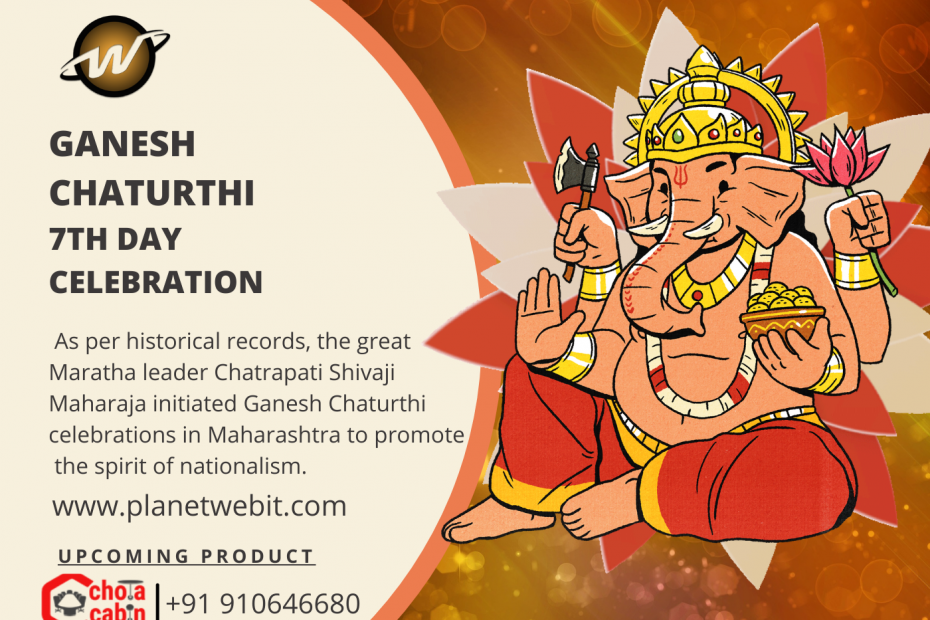 W
GANESH
CHATURTHI
7TH DAY
CELEBRATION
As per historical records, the great
Maratha leader Chatrapati Shivaji
Maharaja initiated Ganesh Chaturthi
celebrations in Maharashtra to promote
the spirit of nationalism.
www.planetwebit.com
UPCOMING PRODUCT
chota
cabin
+91 910646680